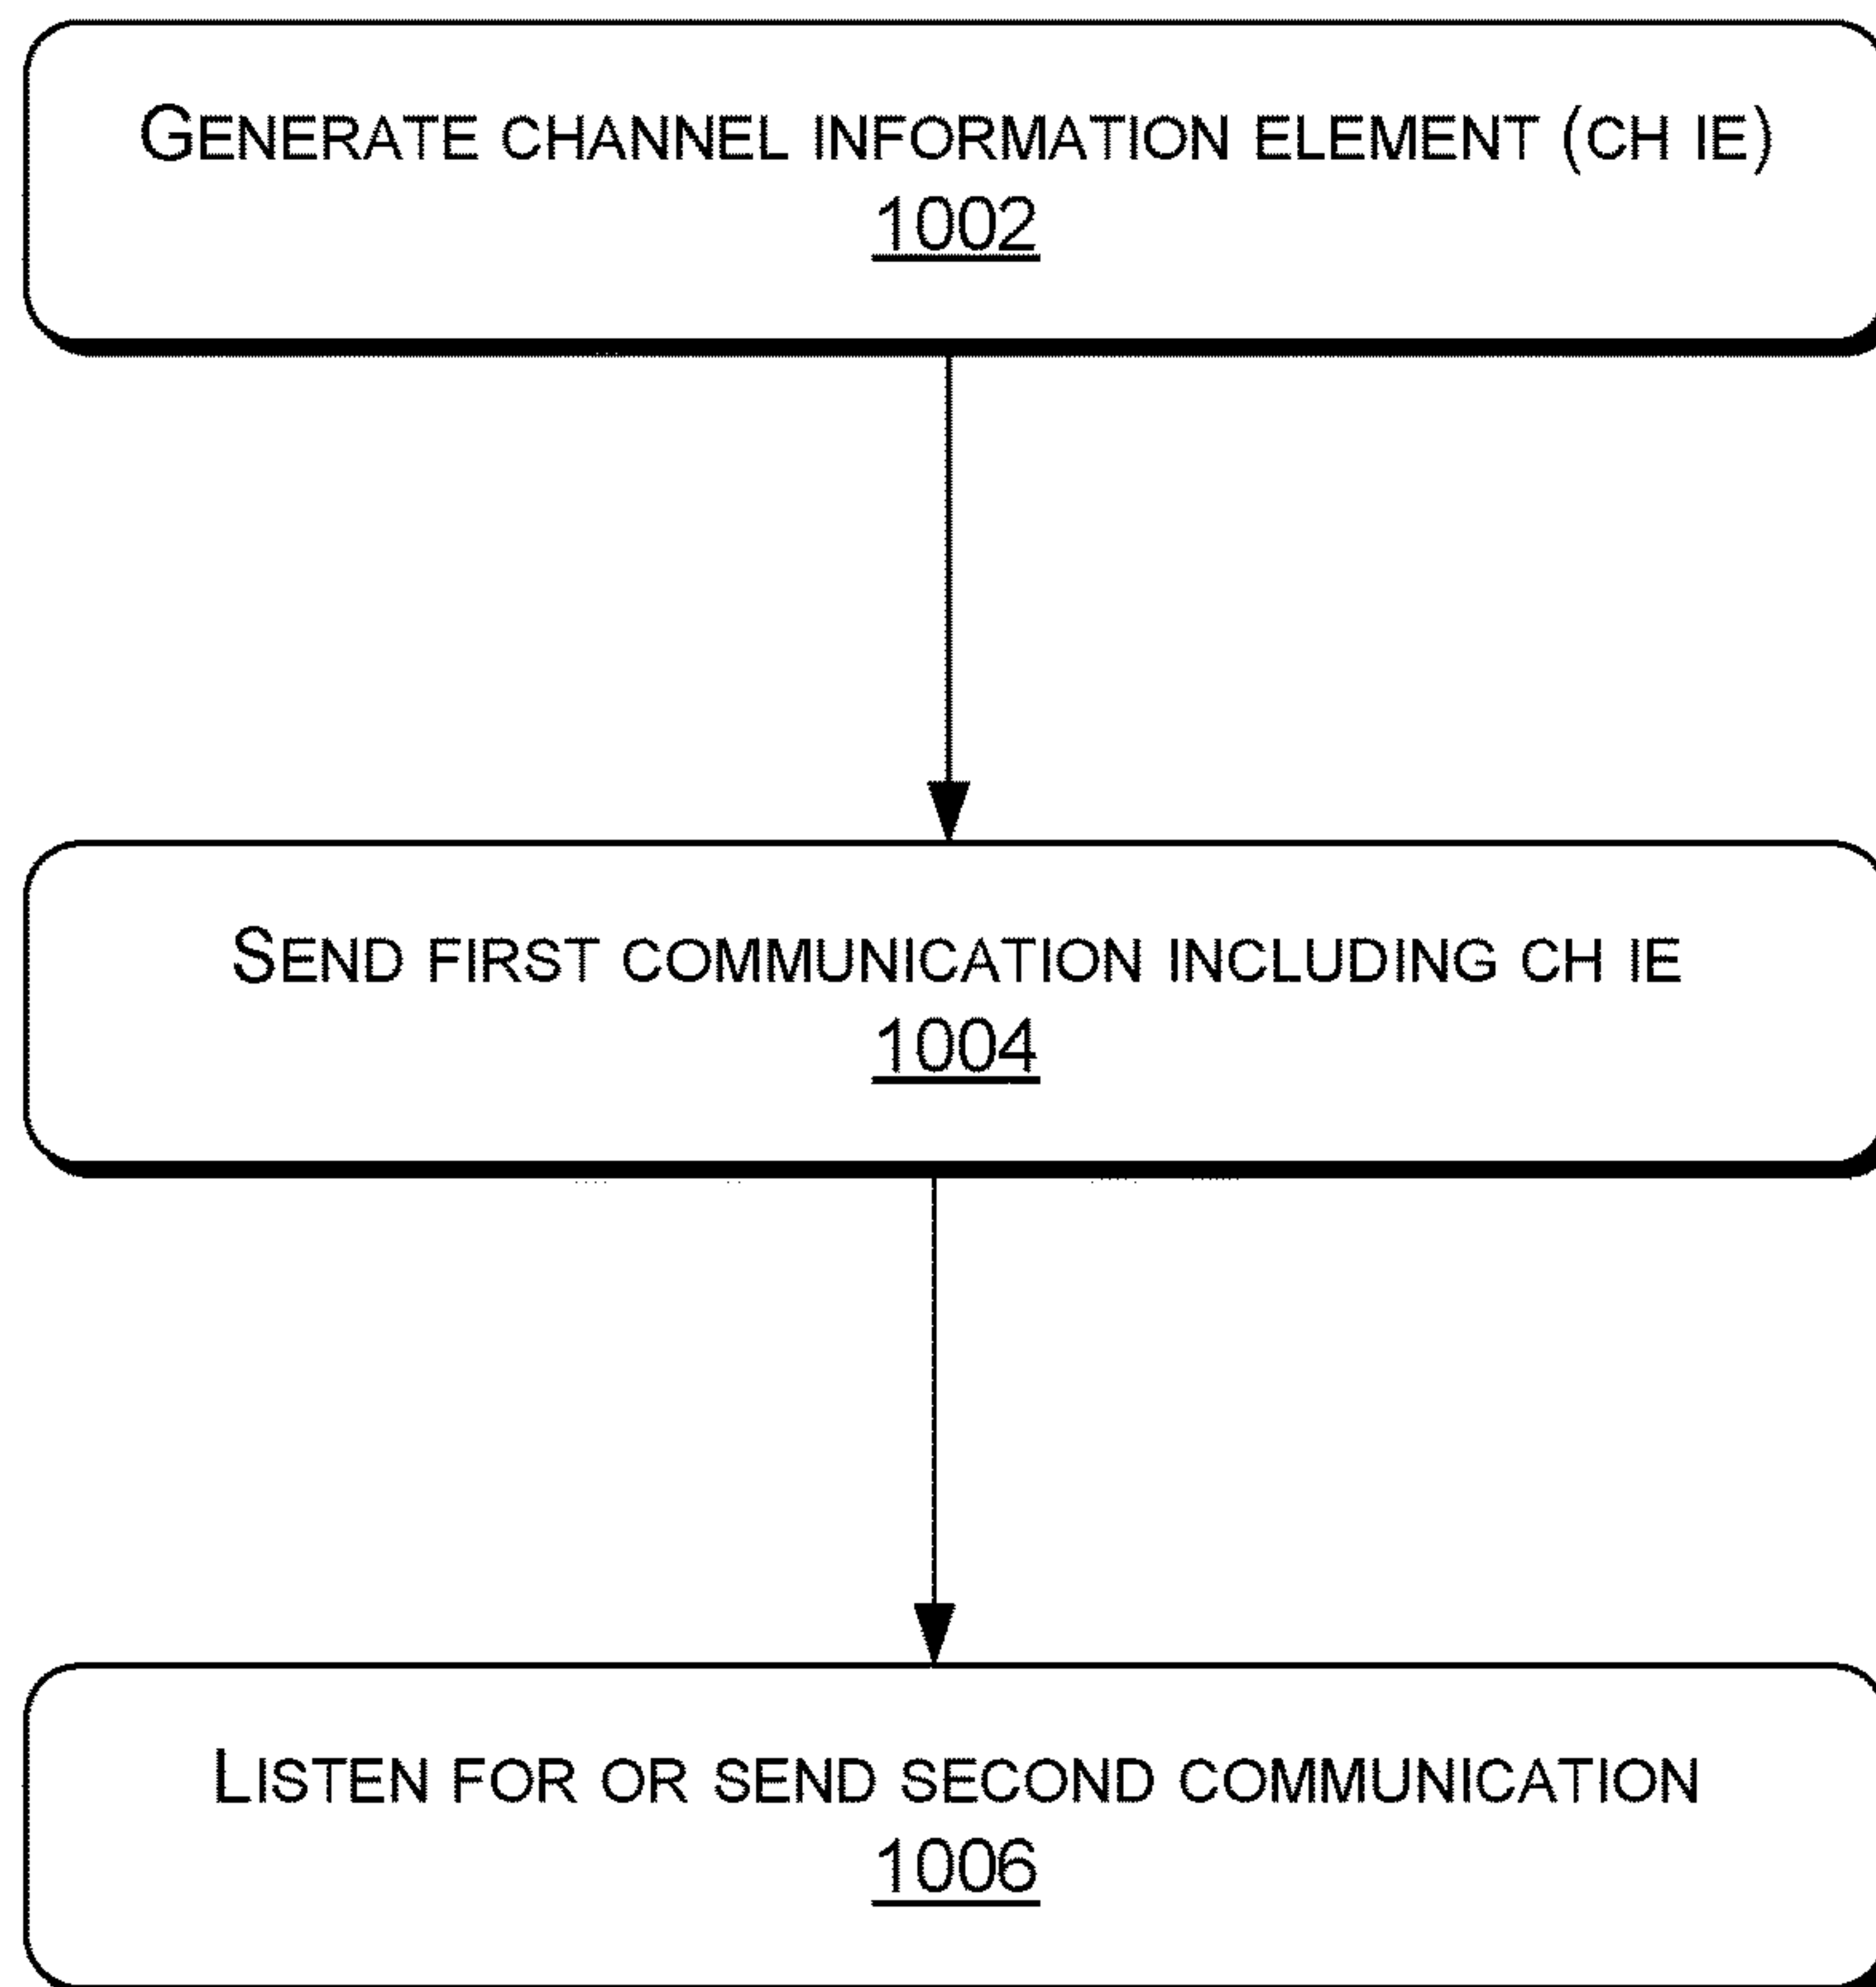 GENERATE CHANNEL INFORMATION ELEMENT (CH IE)
1002
SEND FIRST COMMUNICATION INCLUDING CH IE
1004
LISTEN FOR OR SEND SECOND COMMUNICATION
1006